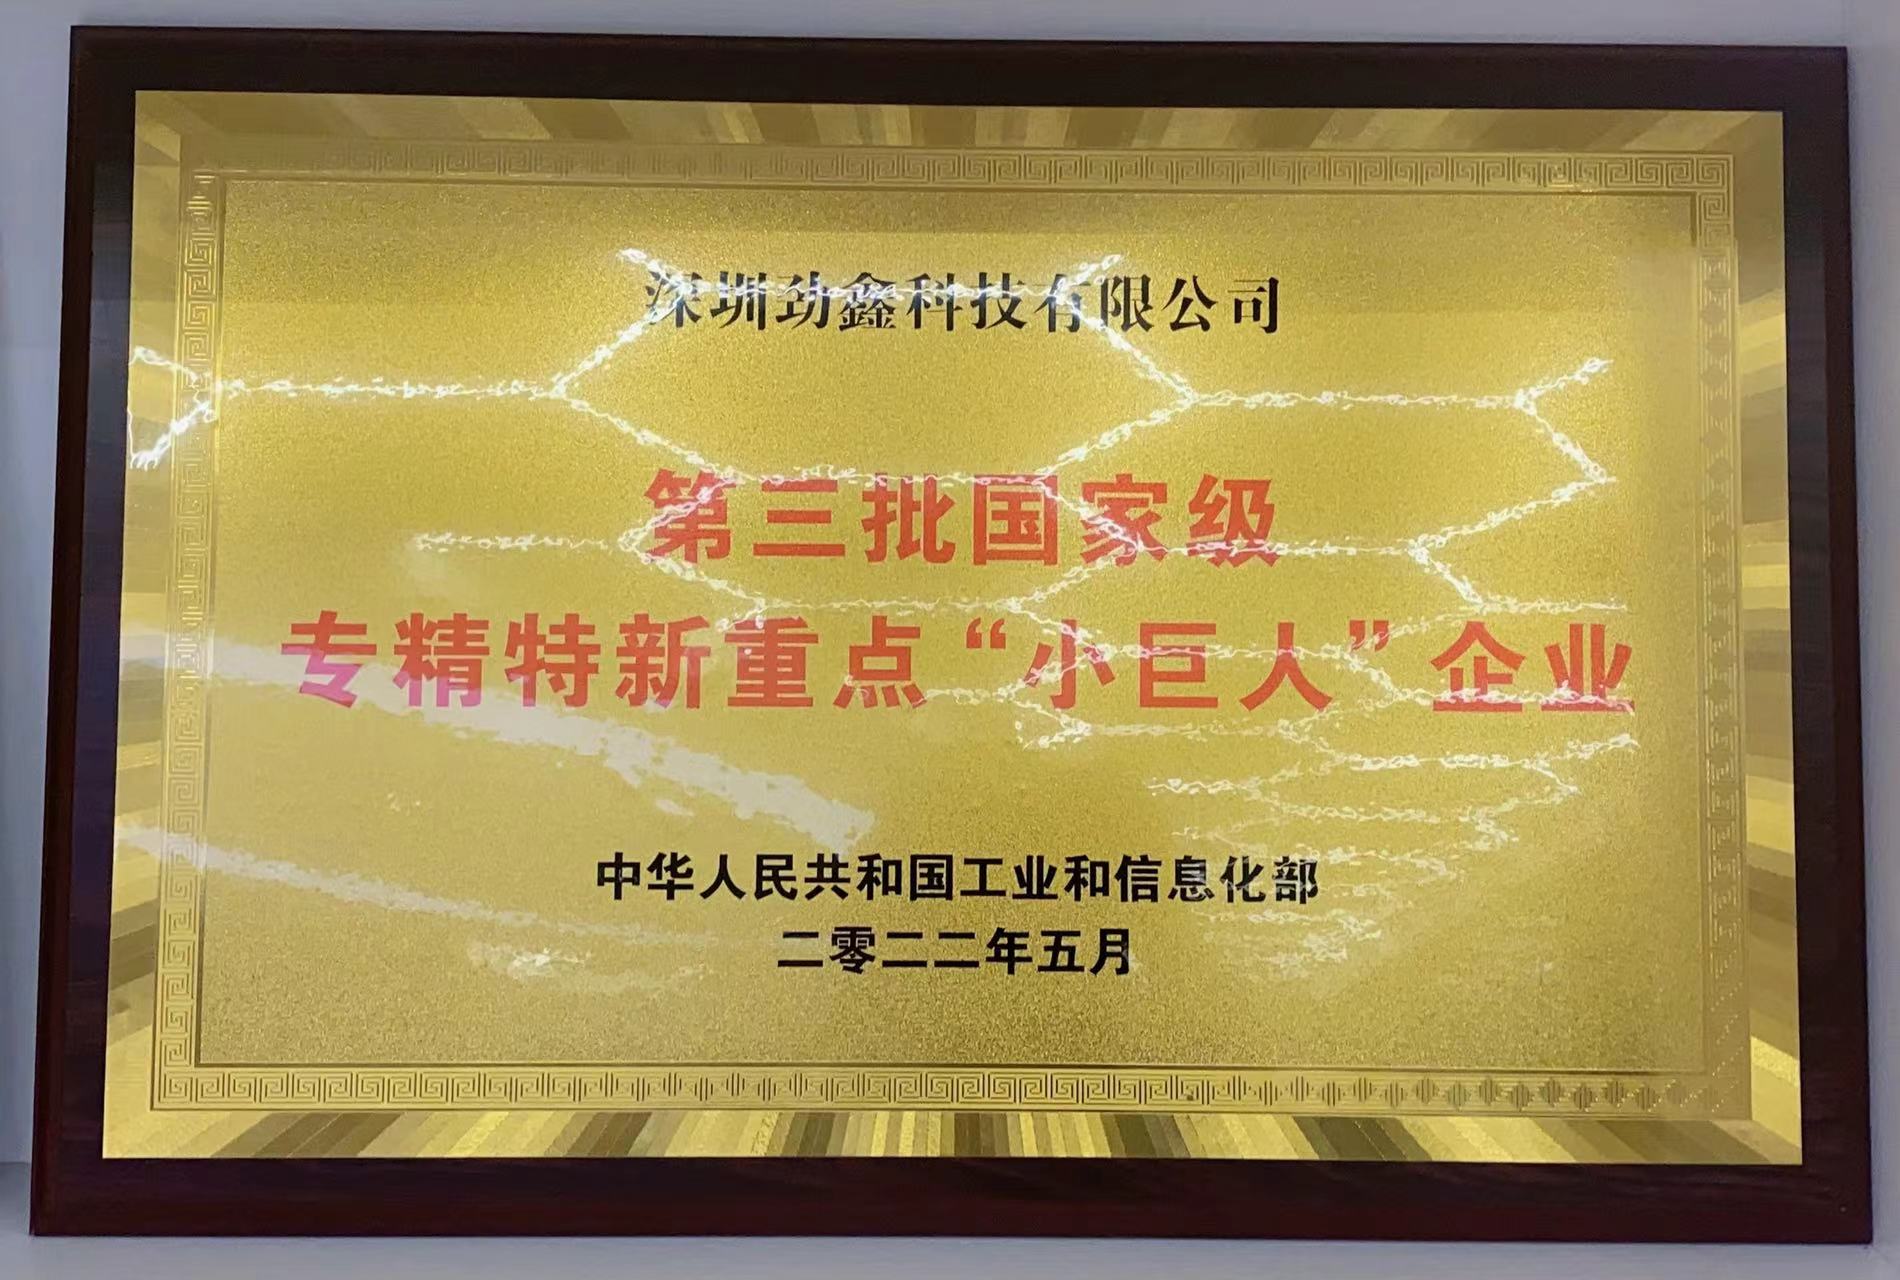 深圳劲鑫科技有限公司
第三批国家级
专精特新重点“小巨人”企业
中华人民共和国工业和信息化部
二零二二年五月